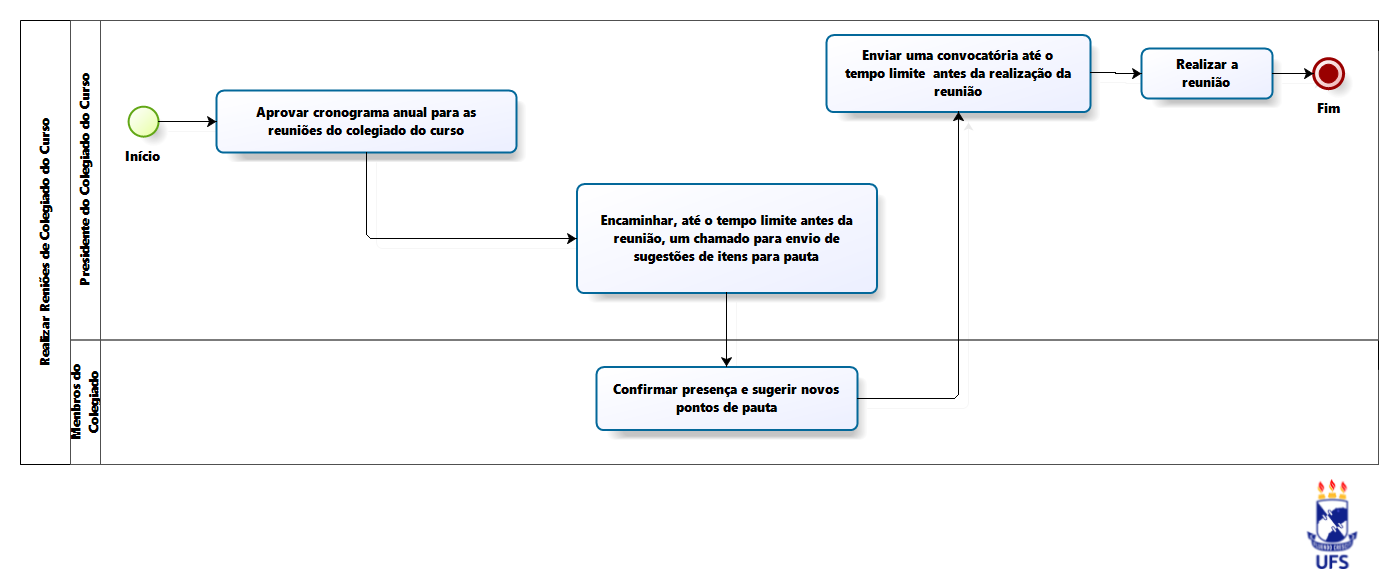 Realizar Reniões de Colegiado do Curso
Presidente do Colegiado do Curso
Início
Aprovar cronograma anual para as
reuniões do colegiado do curso
Encaminhar, até o tempo limite antes da
reunião, um chamado para envio de
sugestões de itens para pauta
Enviar uma convocatória até o
tempo limite antes da realização da
reunião
Realizar a
reunião
Fim
Membros do
Colegiado
Confirmar presença e sugerir novos
pontos de pauta
UFS